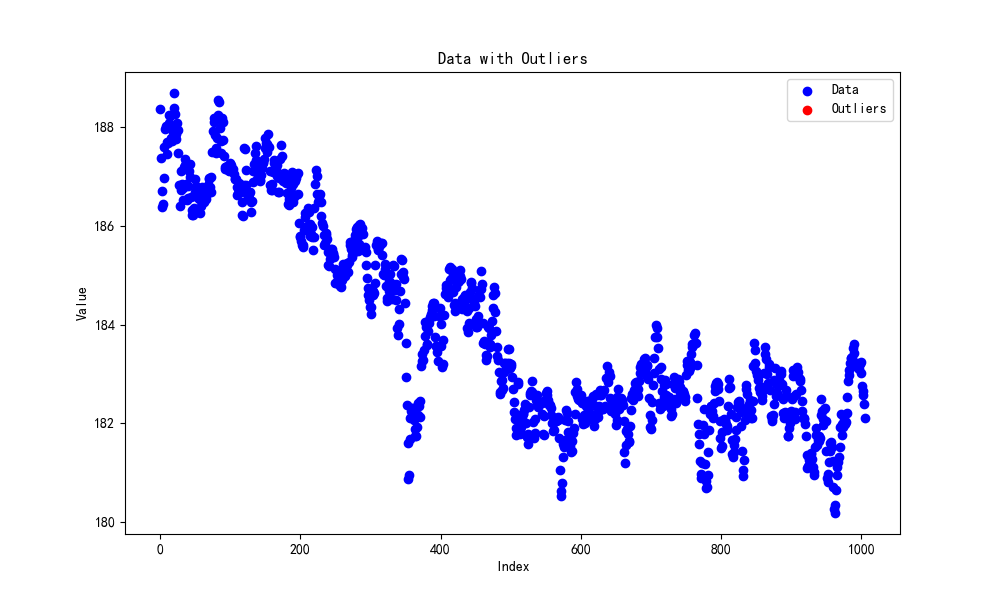 Data with Outliers
Data
Outliers
188
186
184
182
180
Value
0 200 400 600 800 1000
Index